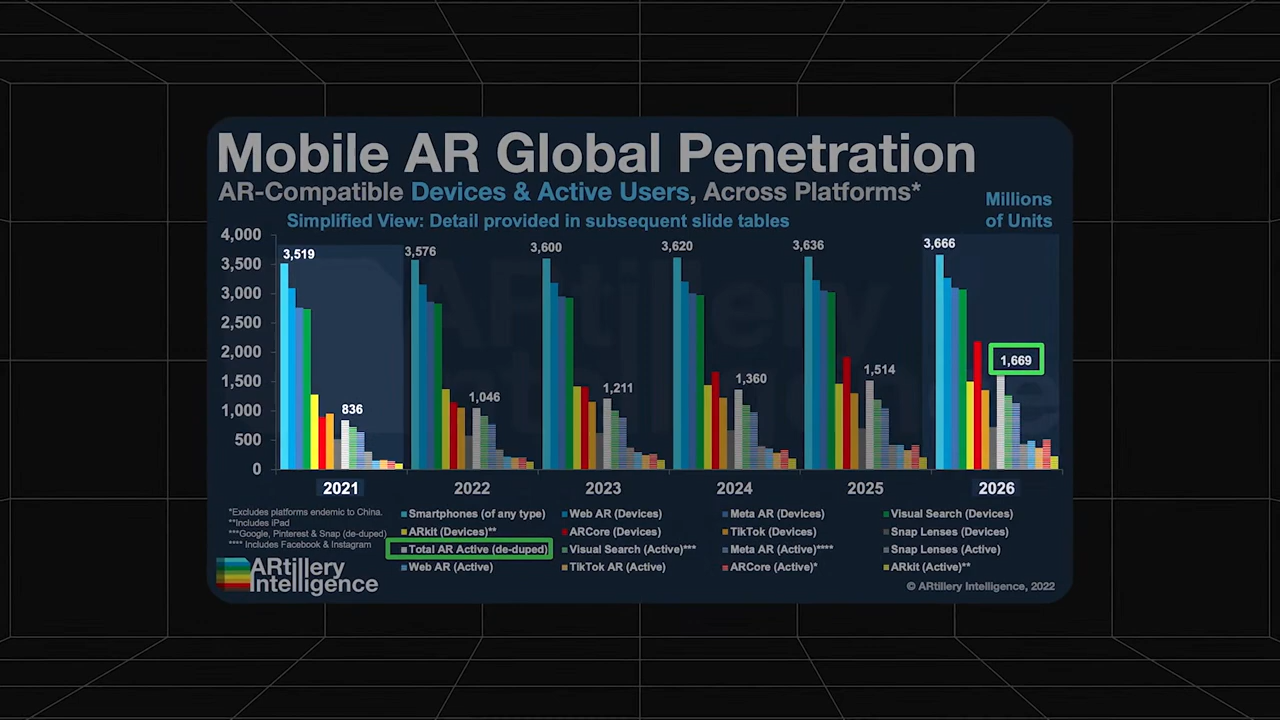 Mobile AR Global Penetration
AR-Compatible Devices & Active Users, Across Platforms*
Millions
of Units
Simplified View: Detail provided in subsequent slide tables
4,000
3,500
3,000
2,500
2,000
1,500
1,000
500
0
3,519
836
3,576
1,046
3,600
1,211
3,620
1,360
3,636
1,514
3,666
1,669
ARtillery
Intelligence
2021
2022
2023
2024
2025
2026
*Excludes platforms endemic to China.
**Includes iPad
***Google, Pinterest & Snap (de-duped)
**** Includes Facebook & Instagram
Smartphones (of any type)
Web AR (Devices)
Meta AR (Devices)
Visual Search (Devices)
ARkit (Devices)**
ARCore (Devices)
TikTok (Devices)
Snap Lenses (Devices)
Total AR Active (de-duped)
Visual Search (Active)***
Meta AR (Active)****
Snap Lenses (Active)
Web AR (Active)
TikTok AR (Active)
ARCore (Active)*
ARkit (Active)**
ARtillery
Intelligence
© ARtillery Intelligence, 2022